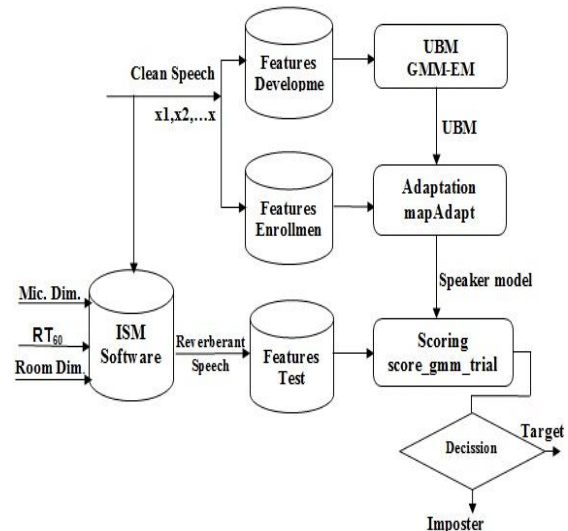 Clean Speech
x1,x2,...x
Features
Developme
UBM
GMM-EM
UBM
Features
Enrollmen
Adaptation
mapAdapt
Speaker model
Mic. Dim.
RT60
Room Dim.
ISM
Software
Reverberant
Speech
Features
Test
Scoring
score_gmm_trial
Decission
Target
Imposter